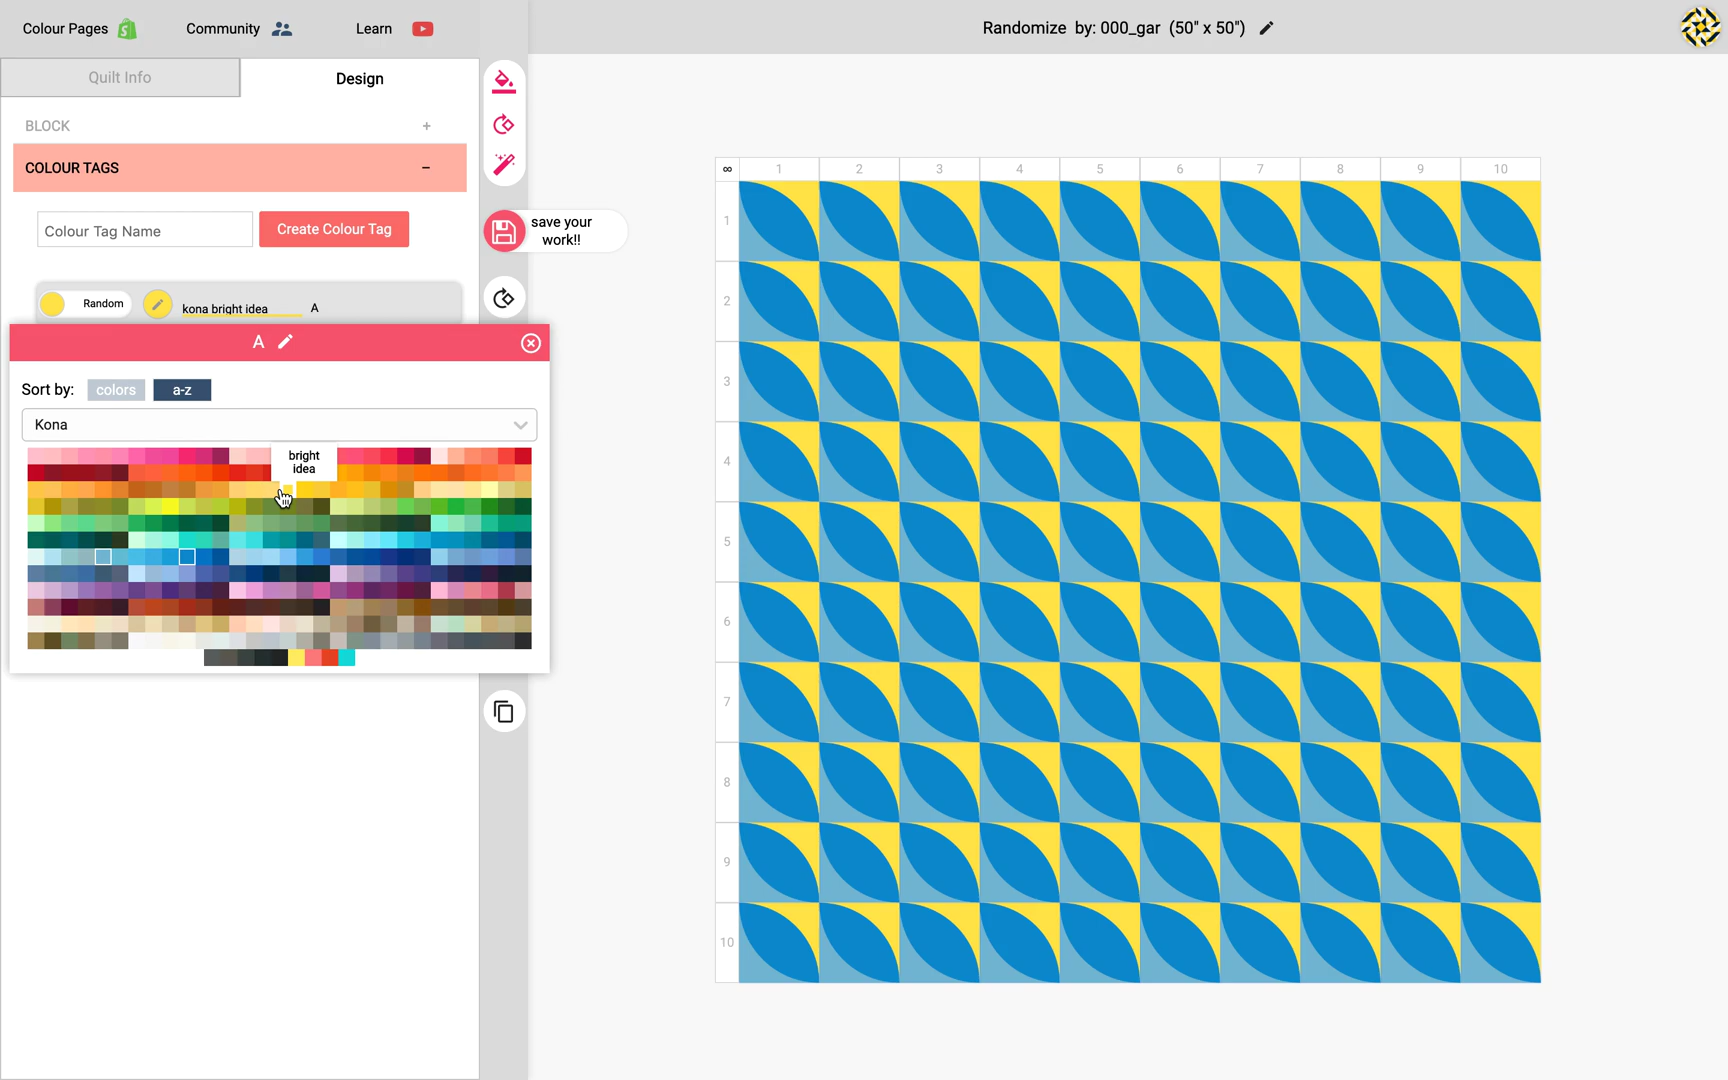 Colour Pages
Community
Learn
Randomize by: 000_gar (50" x 50")
Quilt Info
Design
BLOCK
+
COLOUR TAGS
−
Colour Tag Name
Create Colour Tag
save your
work!!
Random
kona bright idea
A
A
Sort by:
colors
a-z
Kona
bright
idea
∞
1 2 3 4 5 6 7 8 9 10
1
2
3
4
5
6
7
8
9
10